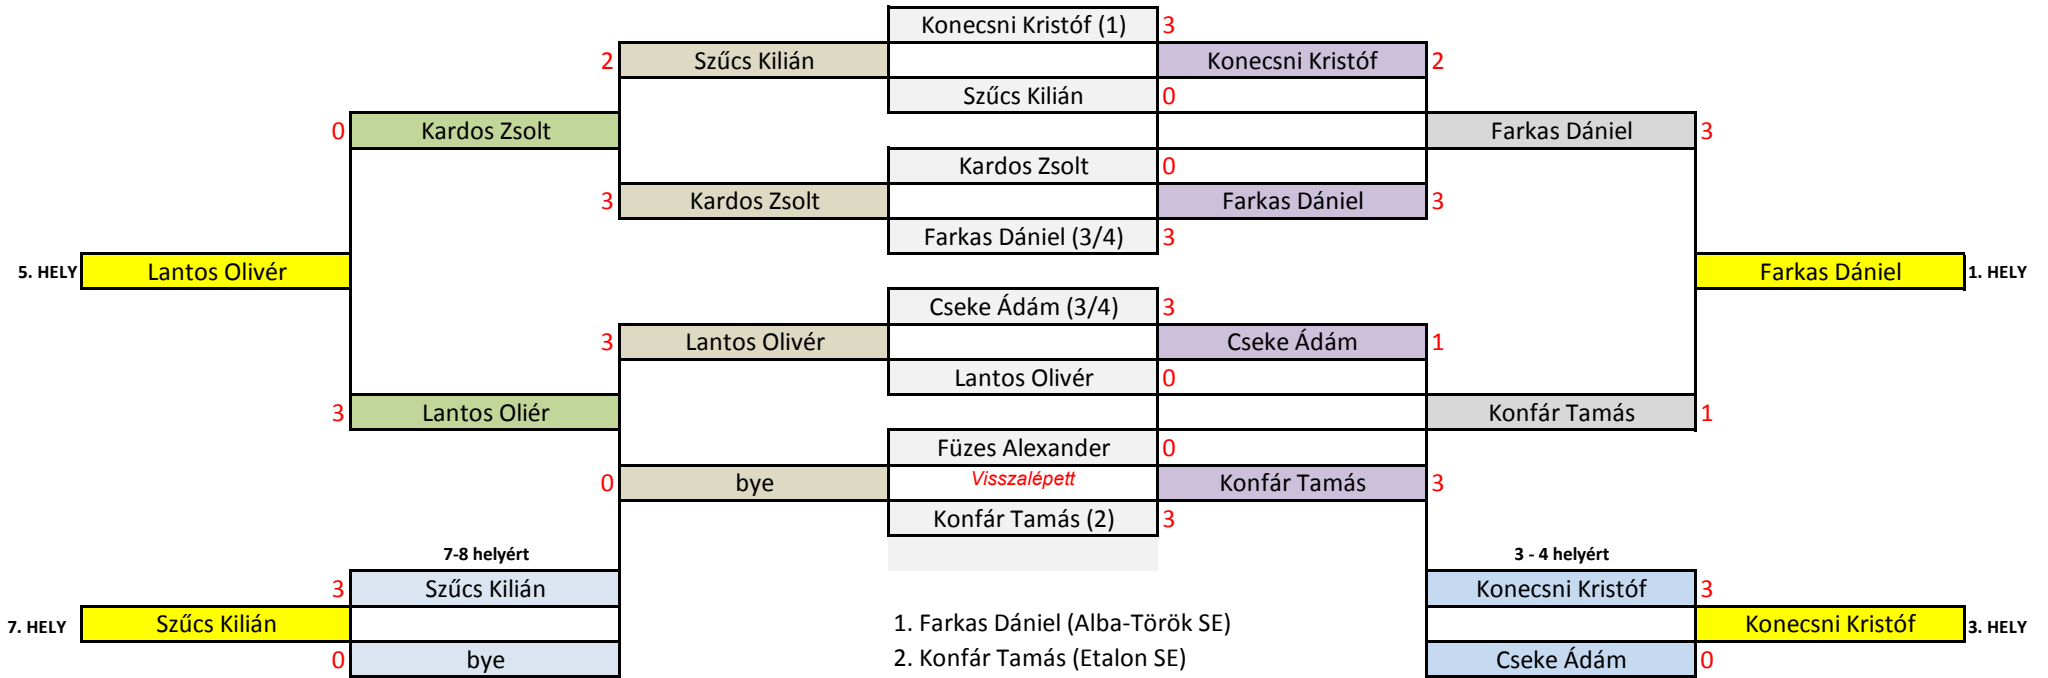 Konecsni Kristóf (1) 3
2 Szűcs Kilián Konecsni Kristóf 2
Szűcs Kilián 0
0 Kardos Zsolt Farkas Dániel 3
Kardos Zsolt 0
3 Kardos Zsolt Farkas Dániel 3
Farkas Dániel (3/4) 3
5. HELY Lantos Olivér Farkas Dániel 1. HELY
Cseke Ádám (3/4) 3
3 Lantos Olivér Cseke Ádám 1
Lantos Olivér 0
3 Lantos Oliér Konfár Tamás 1
Füzes Alexander 0
0 bye Visszalépett Konfár Tamás 3
Konfár Tamás (2) 3
7-8 helyért 3 - 4 helyért
3 Szűcs Kilián Konecsni Kristóf 3
7. HELY Szűcs Kilián 1. Farkas Dániel (Alba-Török SE) Konecsni Kristóf 3. HELY
0 bye 2. Konfár Tamás (Etalon SE) Cseke Ádám 0